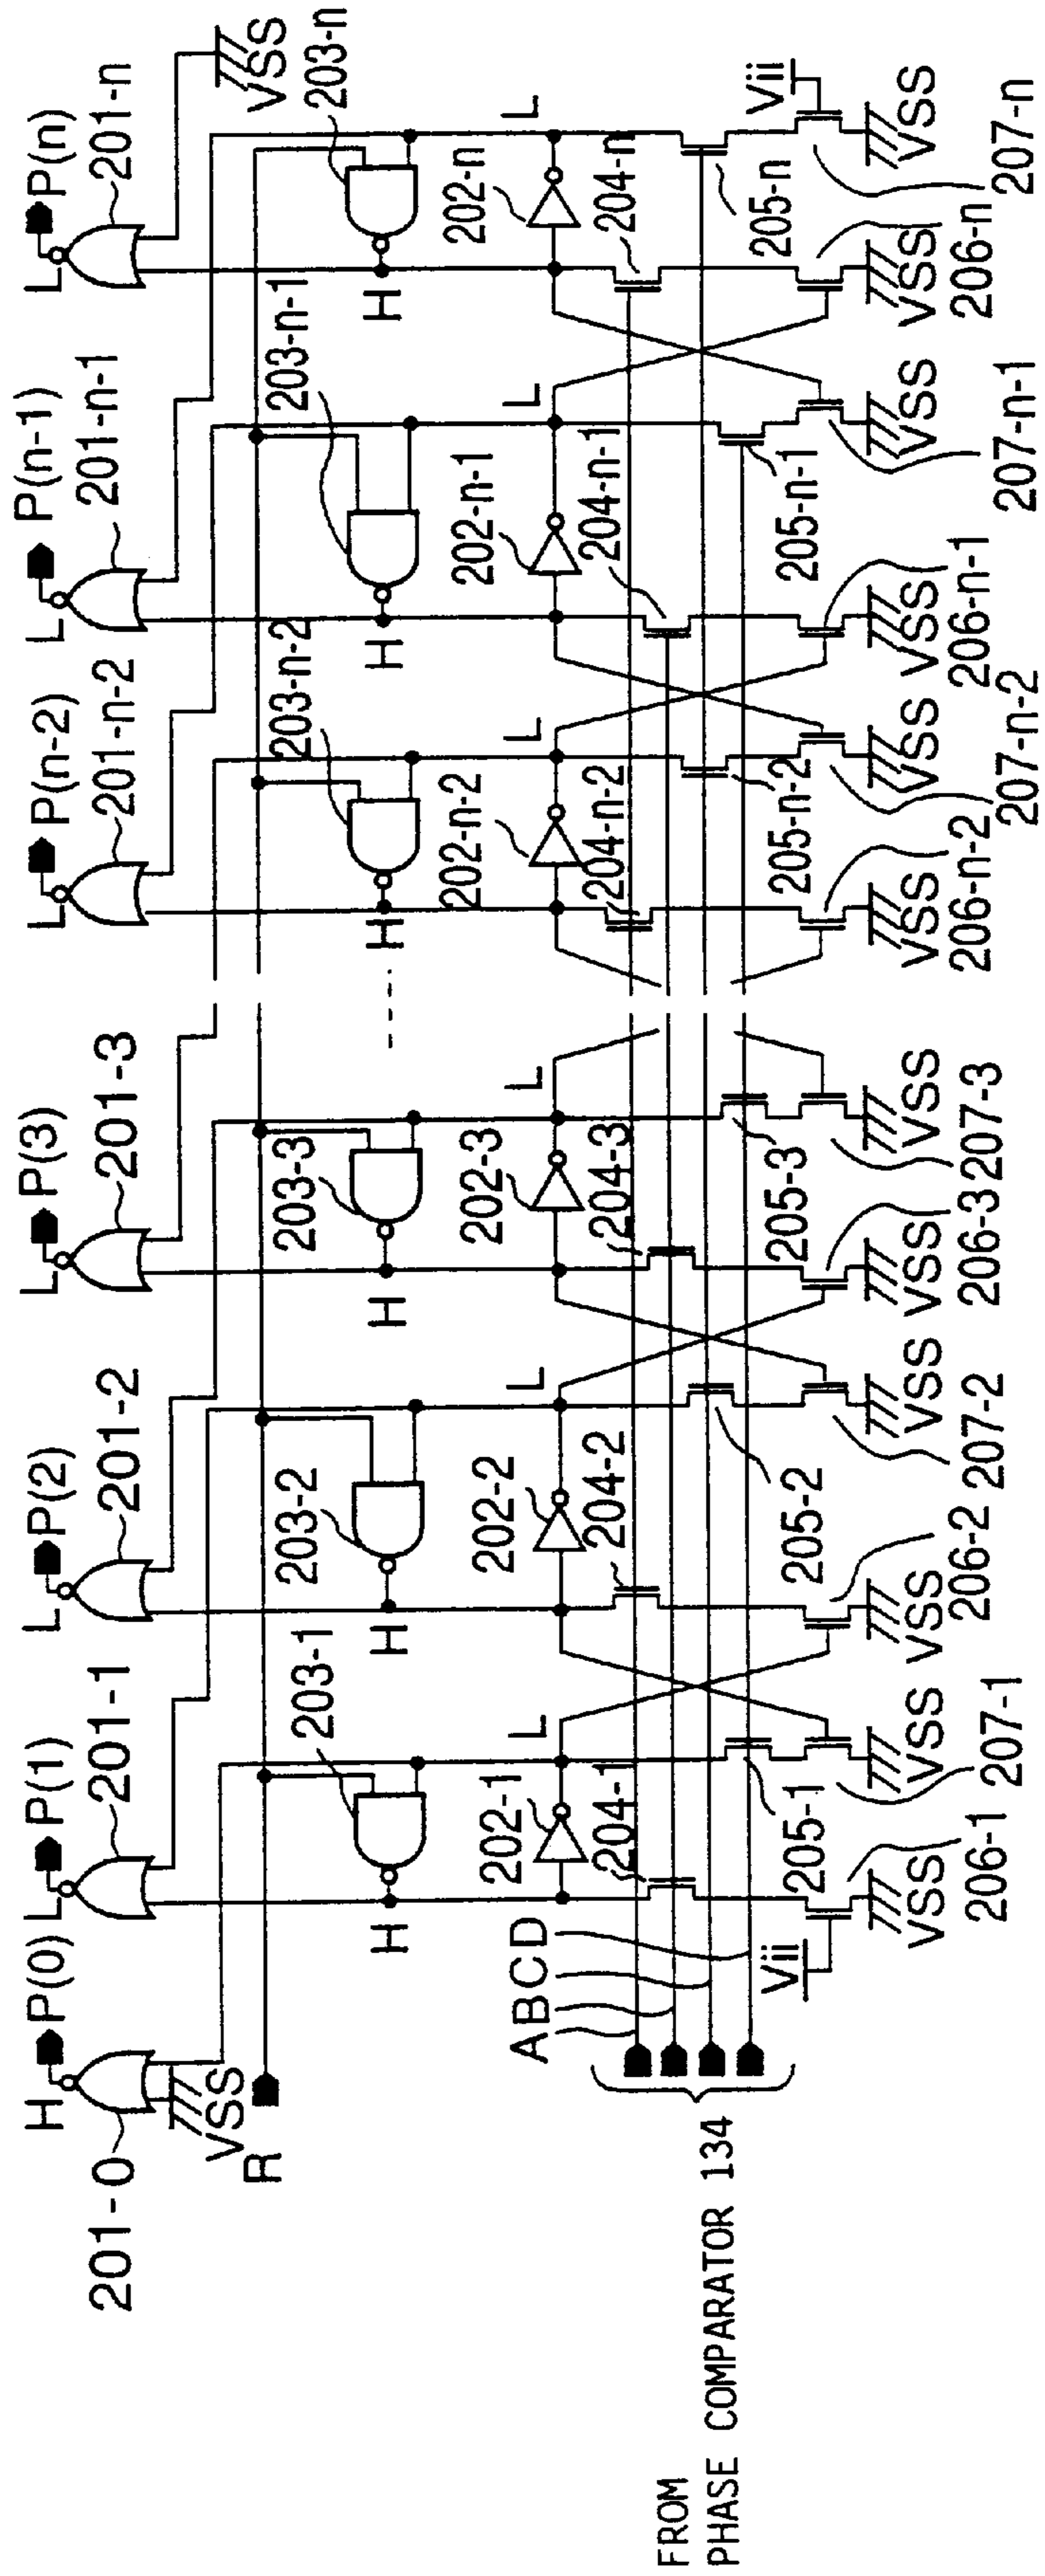 H P(0)
L P(1)
L P(2)
L P(3)
L P(n-2)
L P(n-1)
L P(n)
201-0
201-1
201-2
201-3
201-n-2
201-n-1
201-n
VSS
VSS
R
203-1
203-2
203-3
203-n-2
203-n-1
203-n
H
H
H
H
H
H
L
L
L
L
L
L
202-1
202-2
202-3
202-n-2
202-n-1
202-n
204-1
204-2
204-3
204-n-2
204-n-1
204-n
A B C D
FROM
PHASE COMPARATOR 134
205-1
205-2
205-3
205-n-2
205-n-1
205-n
Vii
Vii
VSS
VSS
VSS
VSS
VSS
VSS
VSS
VSS
VSS
VSS
VSS
VSS
206-1
207-1
206-2
207-2
206-3
207-3
206-n-2
207-n-2
206-n-1
207-n-1
206-n
207-n